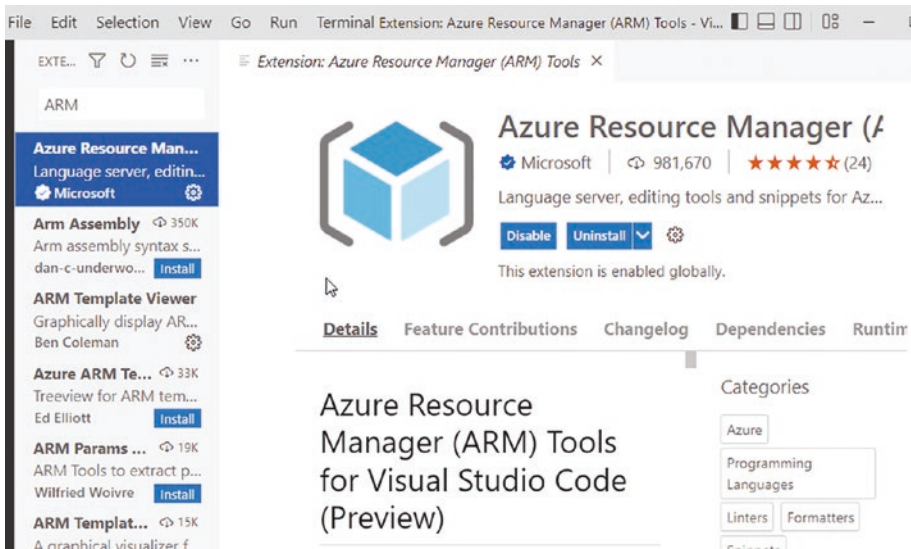 File Edit Selection View Go Run Terminal Extension: Azure Resource Manager (ARM) Tools - Vi...
EXTE...
Extension: Azure Resource Manager (ARM) Tools
ARM
Azure Resource Man...
Language server, editin...
Microsoft
Arm Assembly 350K
Arm assembly syntax s...
dan-c-underwo... Install
ARM Template Viewer
Graphically display AR...
Ben Coleman
Azure ARM Te... 33K
Treeview for ARM tem...
Ed Elliott Install
ARM Params ... 19K
ARM Tools to extract p...
Wilfried Woivre Install
ARM Templat... 15K
A graphical visualizer f
Azure Resource Manager (A
Microsoft 981,670 (24)
Language server, editing tools and snippets for Az...
Disable Uninstall
This extension is enabled globally.
Details Feature Contributions Changelog Dependencies Runtim
Azure Resource
Manager (ARM) Tools
for Visual Studio Code
(Preview)
Categories
Azure
Programming
Languages
Linters Formatters
Snippets